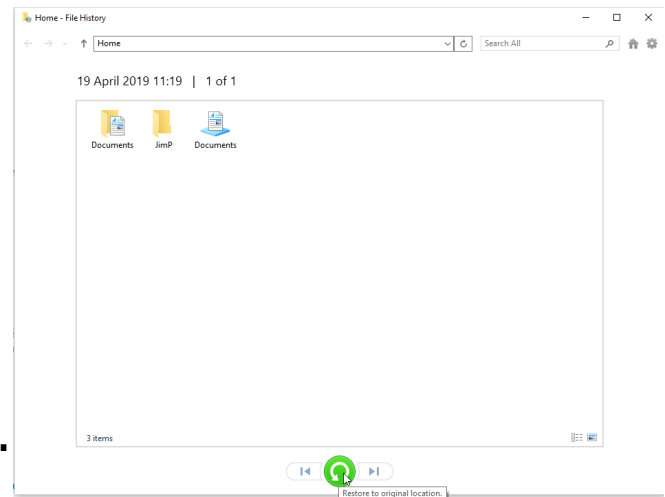 Home - File History
Home
Search All
19 April 2019 11:19 | 1 of 1
Documents JimP Documents
3 items
Restore to original location.